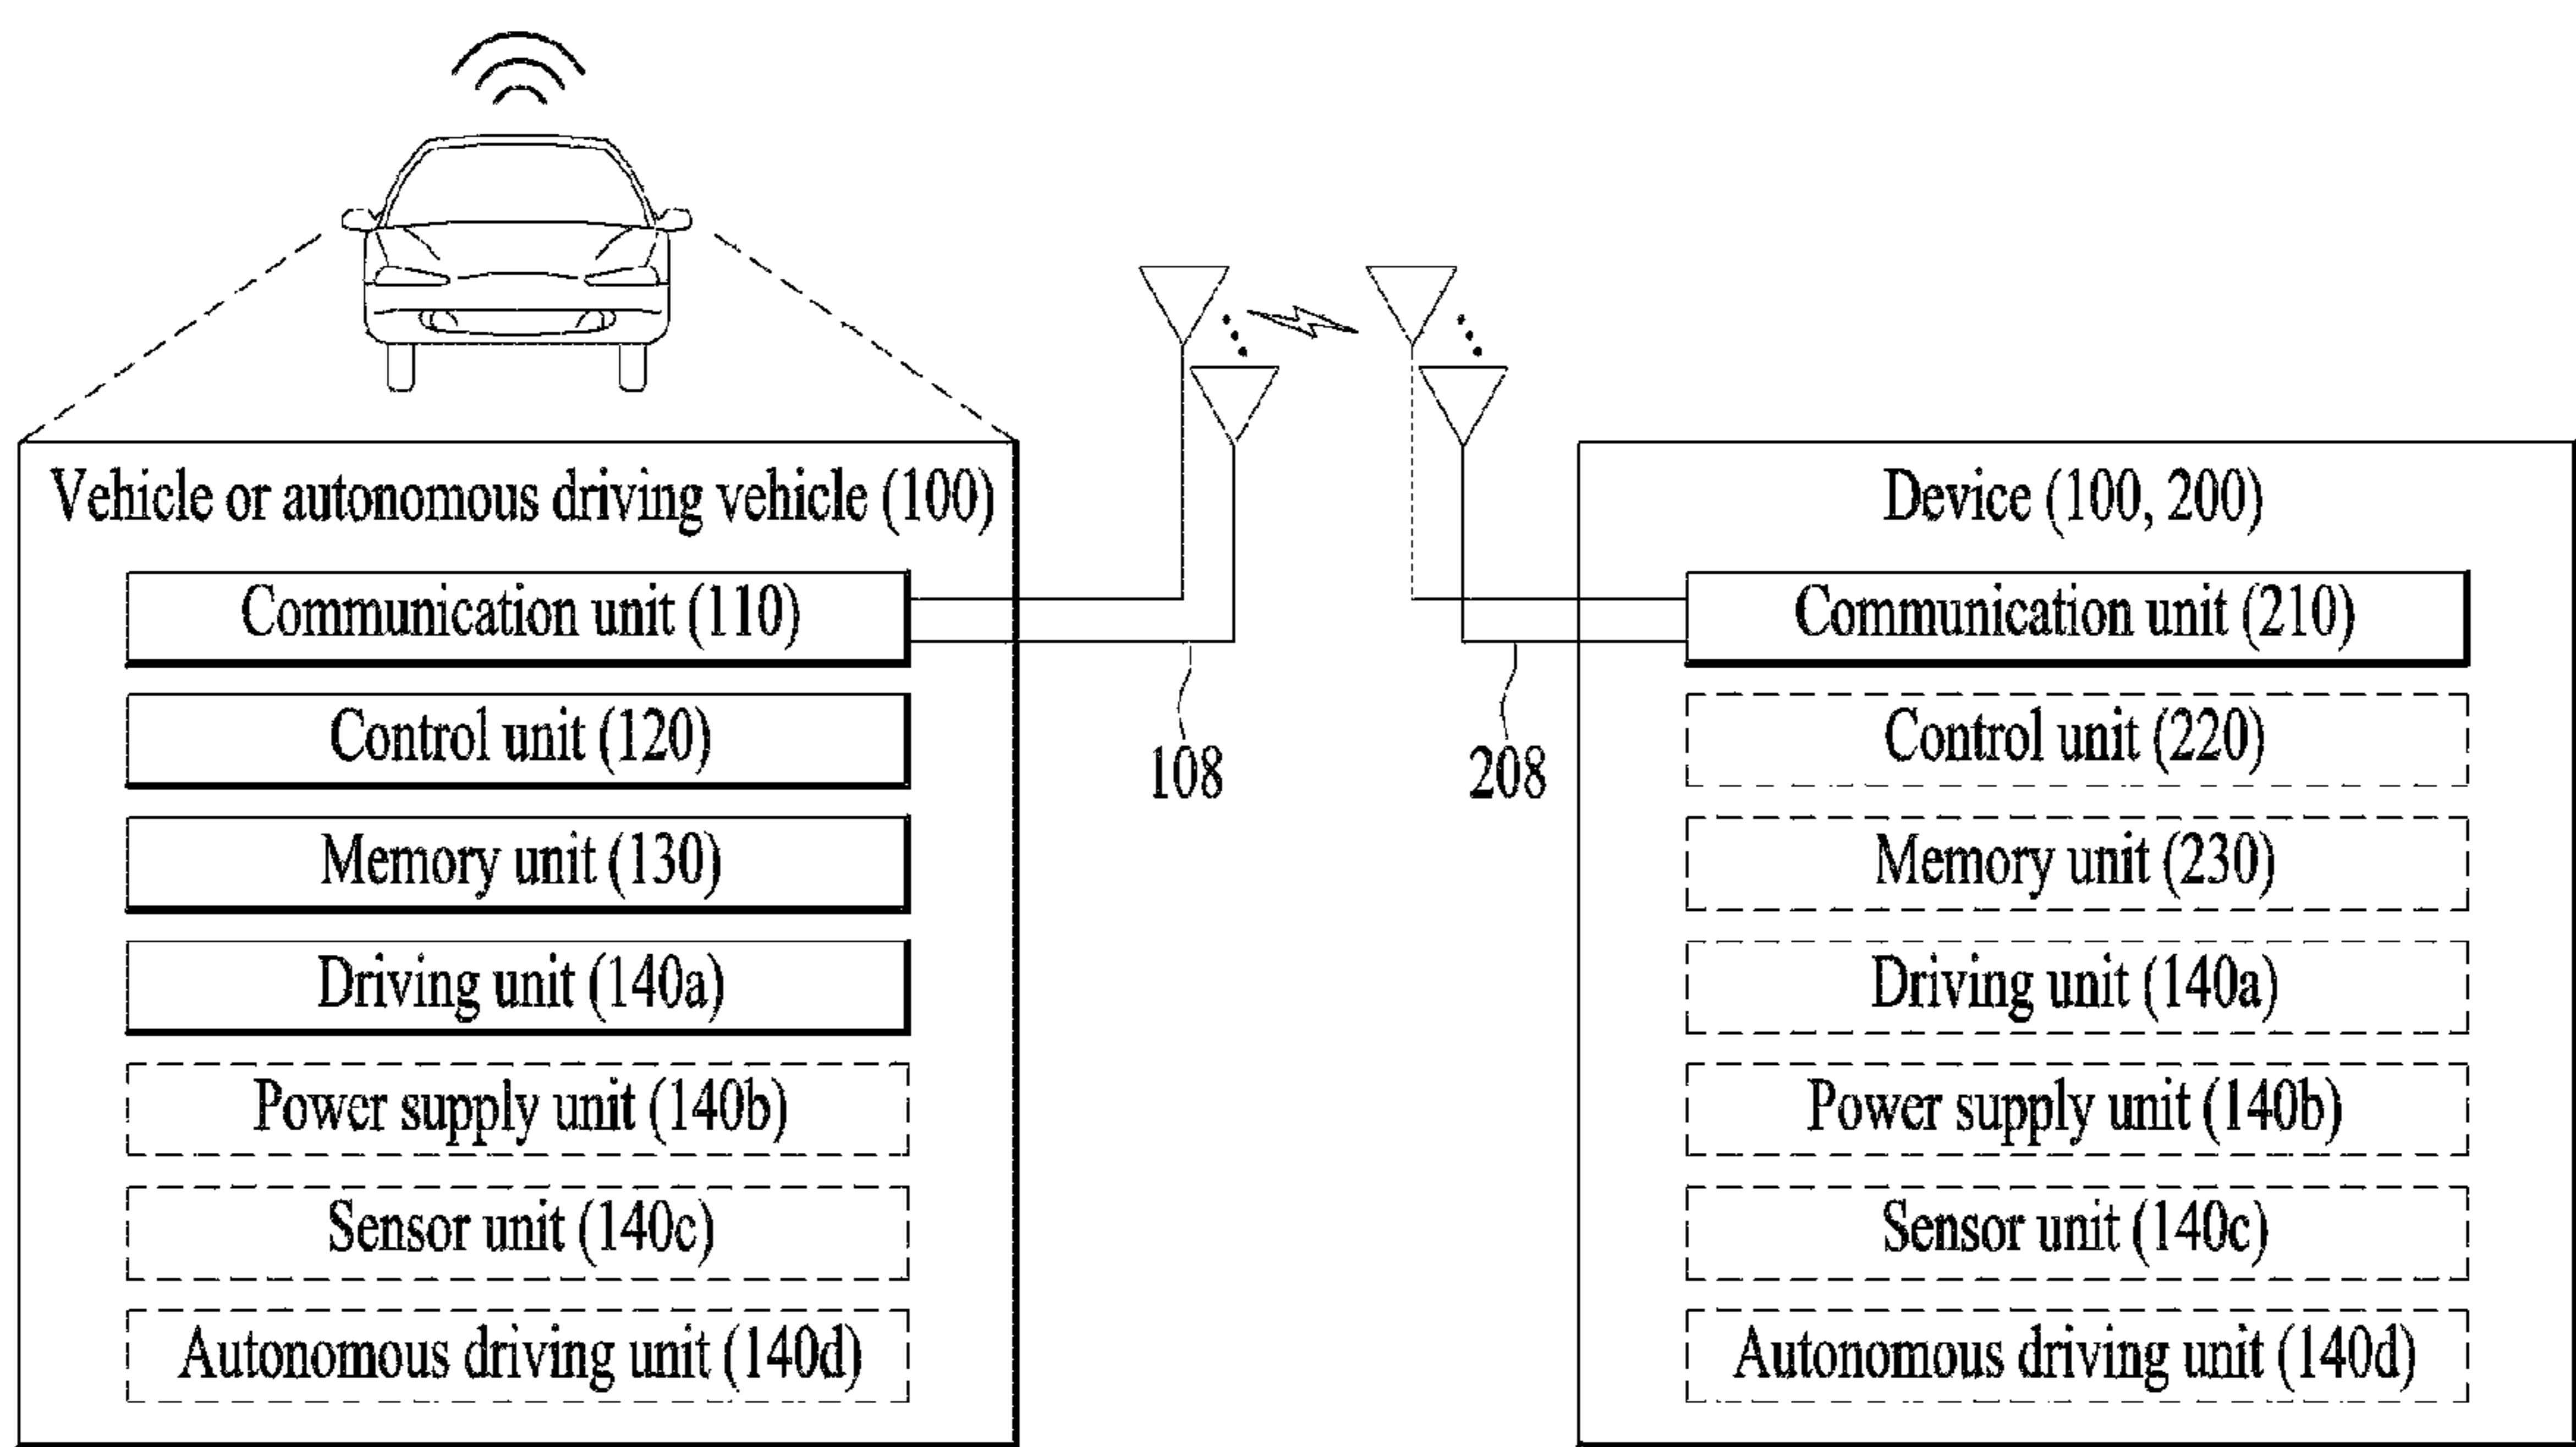 Vehicle or autonomous driving vehicle (100)
Communication unit (110)
Control unit (120)
Memory unit (130)
Driving unit (140a)
Power supply unit (140b)
Sensor unit (140c)
Autonomous driving unit (140d)
108
208
Device (100, 200)
Communication unit (210)
Control unit (220)
Memory unit (230)
Driving unit (140a)
Power supply unit (140b)
Sensor unit (140c)
Autonomous driving unit (140d)